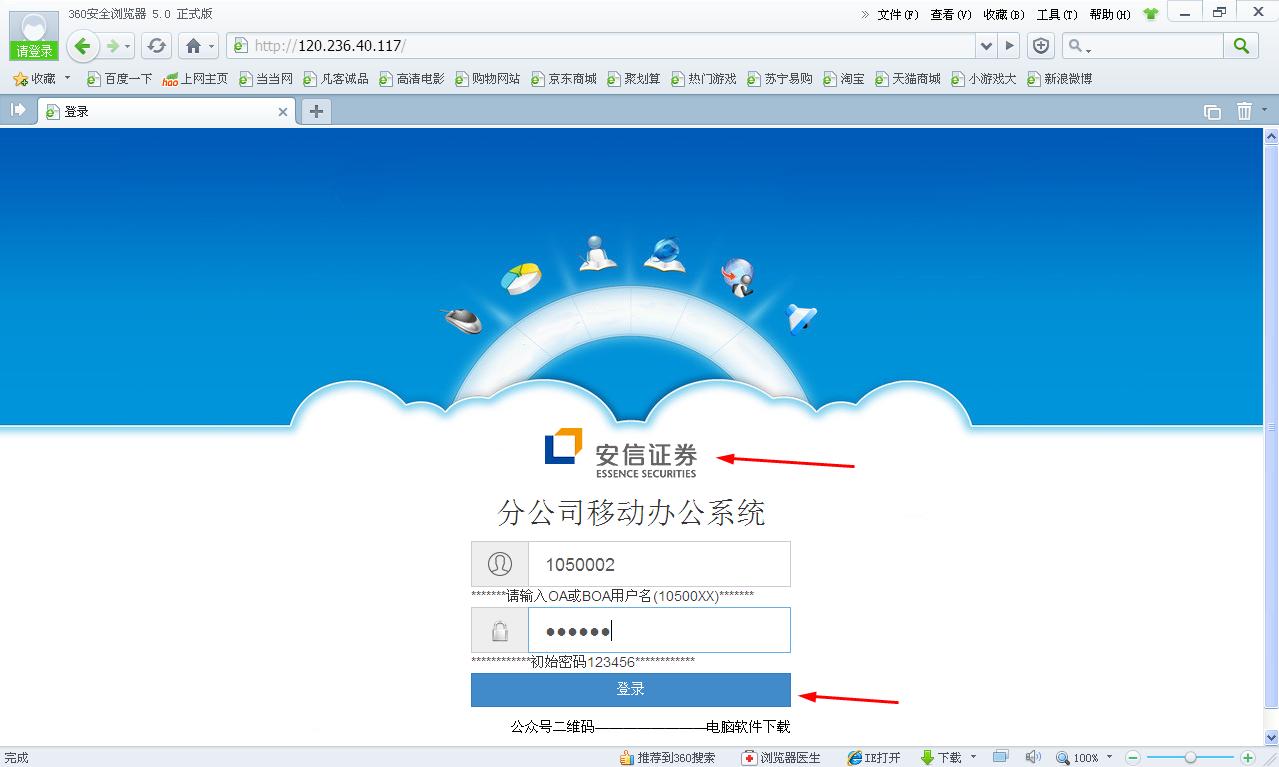 360安全浏览器 5.0 正式版
» 文件(F) 查看(V) 收藏(B) 工具(T) 帮助(H)
请登录
http://120.236.40.117/
收藏 百度一下 hao 上网主页 当当网 凡客诚品 高清电影 购物网站 京东商城 聚划算 热门游戏 苏宁易购 淘宝 天猫商城 小游戏大 新浪微博
登录
安信证券
ESSENCE SECURITIES
分公司移动办公系统
1050002
*******请输入OA或BOA用户名(10500XX)*******
●●●●●●
************初始密码123456************
登录
公众号二维码————————电脑软件下载
完成 推荐到360搜索 浏览器医生 IE打开 下载 100%